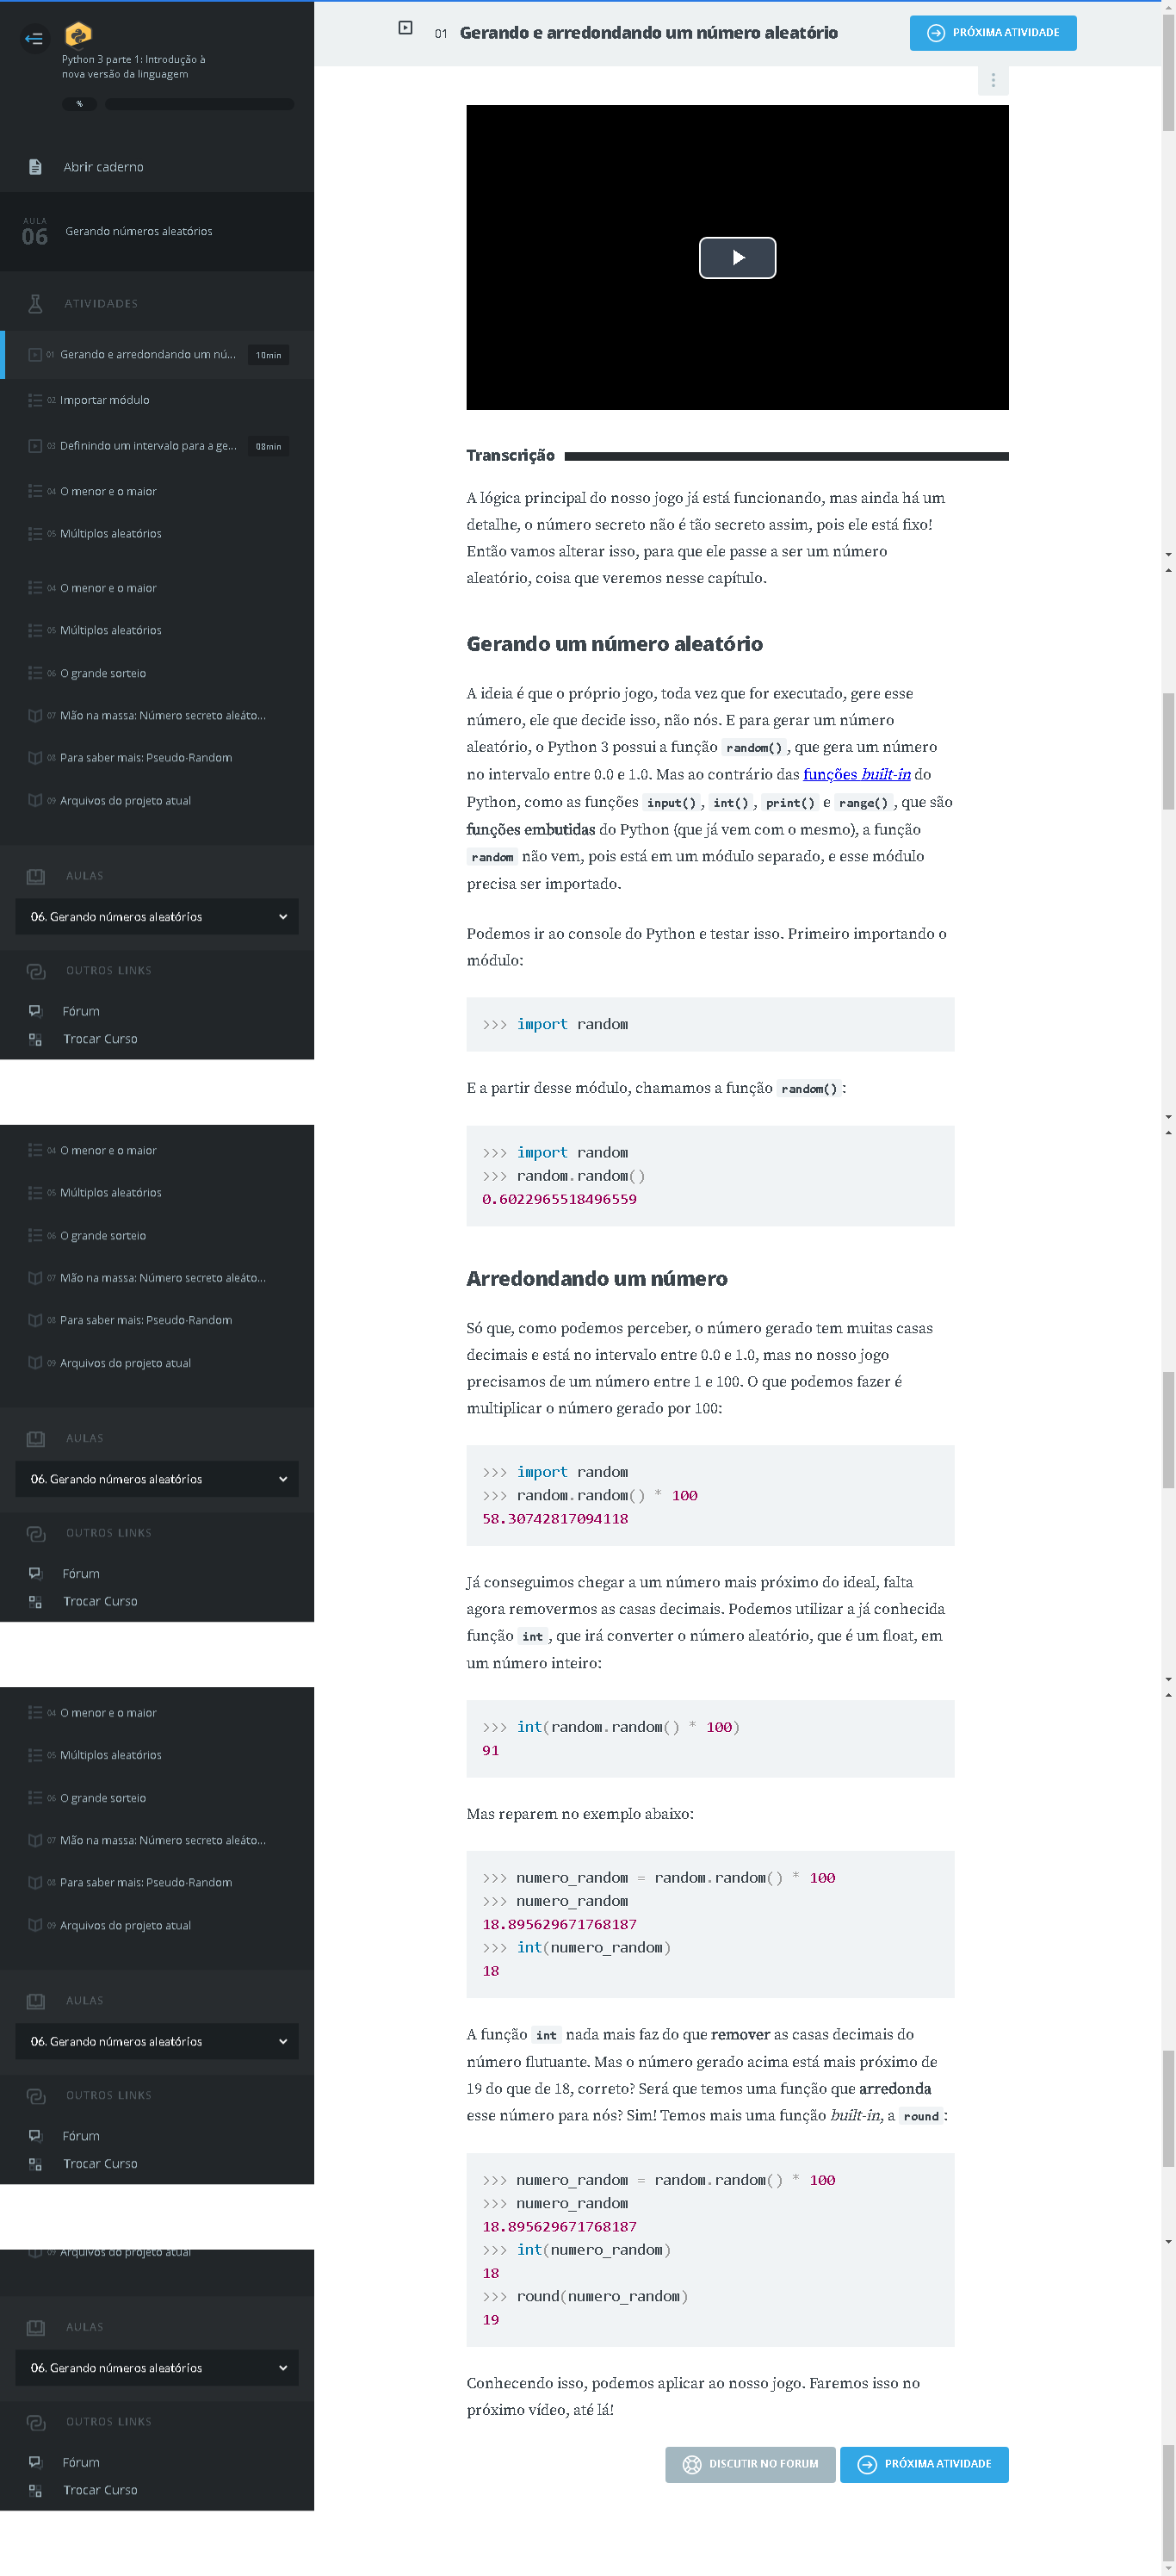 Python 3 parte 1: Introdução à
nova versão da linguagem
%
Abrir caderno
AULA
06
Gerando números aleatórios
ATIVIDADES
01 Gerando e arredondando um nú... 10min
02 Importar módulo
03 Definindo um intervalo para a ge... 08min
04 O menor e o maior
05 Múltiplos aleatórios
04 O menor e o maior
05 Múltiplos aleatórios
06 O grande sorteio
07 Mão na massa: Número secreto aleáto...
08 Para saber mais: Pseudo-Random
09 Arquivos do projeto atual
AULAS
06. Gerando números aleatórios
OUTROS LINKS
Fórum
Trocar Curso
04 O menor e o maior
05 Múltiplos aleatórios
06 O grande sorteio
07 Mão na massa: Número secreto aleáto...
08 Para saber mais: Pseudo-Random
09 Arquivos do projeto atual
AULAS
06. Gerando números aleatórios
OUTROS LINKS
Fórum
Trocar Curso
04 O menor e o maior
05 Múltiplos aleatórios
06 O grande sorteio
07 Mão na massa: Número secreto aleáto...
08 Para saber mais: Pseudo-Random
09 Arquivos do projeto atual
AULAS
06. Gerando números aleatórios
OUTROS LINKS
Fórum
Trocar Curso
09 Arquivos do projeto atual
AULAS
06. Gerando números aleatórios
OUTROS LINKS
Fórum
Trocar Curso
01 Gerando e arredondando um número aleatório
PRÓXIMA ATIVIDADE
Transcrição
A lógica principal do nosso jogo já está funcionando, mas ainda há um
detalhe, o número secreto não é tão secreto assim, pois ele está fixo!
Então vamos alterar isso, para que ele passe a ser um número
aleatório, coisa que veremos nesse capítulo.
Gerando um número aleatório
A ideia é que o próprio jogo, toda vez que for executado, gere esse
número, ele que decide isso, não nós. E para gerar um número
aleatório, o Python 3 possui a função random(), que gera um número
no intervalo entre 0.0 e 1.0. Mas ao contrário das funções built-in do
Python, como as funções input(), int(), print() e range(), que são
funções embutidas do Python (que já vem com o mesmo), a função
random não vem, pois está em um módulo separado, e esse módulo
precisa ser importado.
Podemos ir ao console do Python e testar isso. Primeiro importando o
módulo:
>>> import random
E a partir desse módulo, chamamos a função random():
>>> import random
>>> random.random()
0.6022965518496559
Arredondando um número
Só que, como podemos perceber, o número gerado tem muitas casas
decimais e está no intervalo entre 0.0 e 1.0, mas no nosso jogo
precisamos de um número entre 1 e 100. O que podemos fazer é
multiplicar o número gerado por 100:
>>> import random
>>> random.random() * 100
58.30742817094118
Já conseguimos chegar a um número mais próximo do ideal, falta
agora removermos as casas decimais. Podemos utilizar a já conhecida
função int, que irá converter o número aleatório, que é um float, em
um número inteiro:
>>> int(random.random() * 100)
91
Mas reparem no exemplo abaixo:
>>> numero_random = random.random() * 100
>>> numero_random
18.895629671768187
>>> int(numero_random)
18
A função int nada mais faz do que remover as casas decimais do
número flutuante. Mas o número gerado acima está mais próximo de
19 do que de 18, correto? Será que temos uma função que arredonda
esse número para nós? Sim! Temos mais uma função built-in, a round:
>>> numero_random = random.random() * 100
>>> numero_random
18.895629671768187
>>> int(numero_random)
18
>>> round(numero_random)
19
Conhecendo isso, podemos aplicar ao nosso jogo. Faremos isso no
próximo vídeo, até lá!
DISCUTIR NO FORUM
PRÓXIMA ATIVIDADE